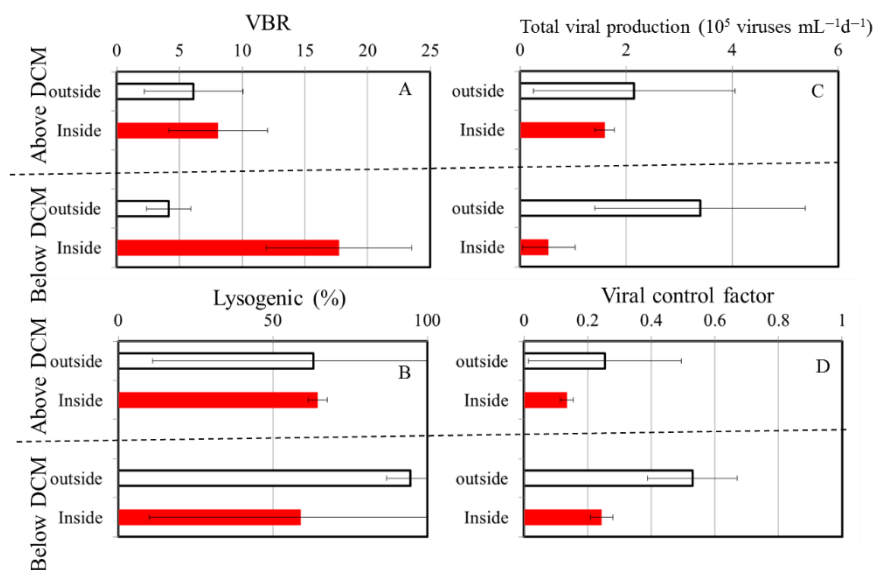 VBR
0 5 10 15 20 25
Above DCM
outside
Inside
A
Below DCM
outside
Inside
Total viral production (10⁵ viruses mL⁻¹d⁻¹)
0 2 4 6
outside
Inside
C
outside
Inside
Lysogenic (%)
0 50 100
Above DCM
outside
Inside
B
Below DCM
outside
Inside
Viral control factor
0 0.2 0.4 0.6 0.8 1
outside
Inside
D
outside
Inside